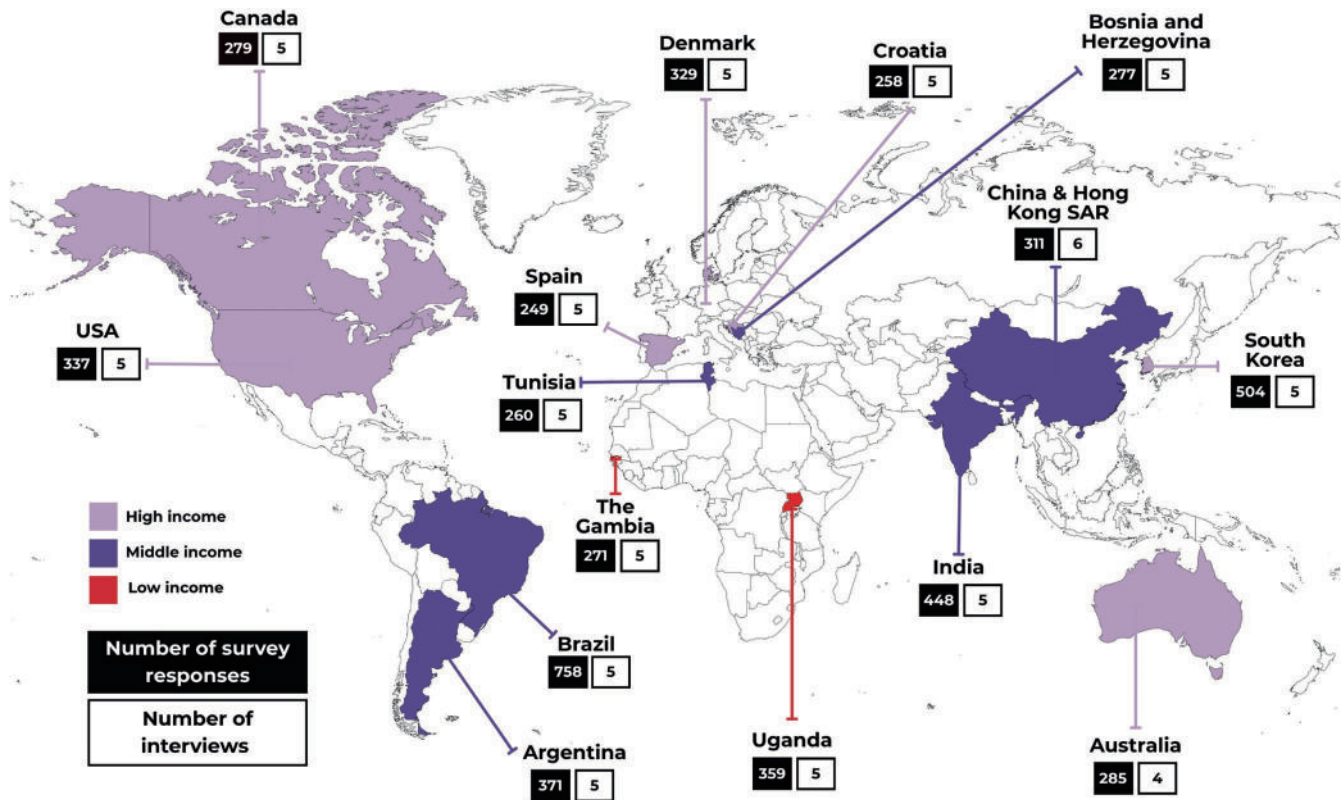 Canada
279 5
Denmark
329 5
Croatia
258 5
Bosnia and
Herzegovina
277 5
China & Hong
Kong SAR
311 6
Spain
249 5
USA
337 5
South
Korea
504 5
Tunisia
260 5
The
Gambia
271 5
High income
Middle income
Low income
India
448 5
Number of survey
responses
Number of
interviews
Brazil
758 5
Argentina
371 5
Uganda
359 5
Australia
285 4